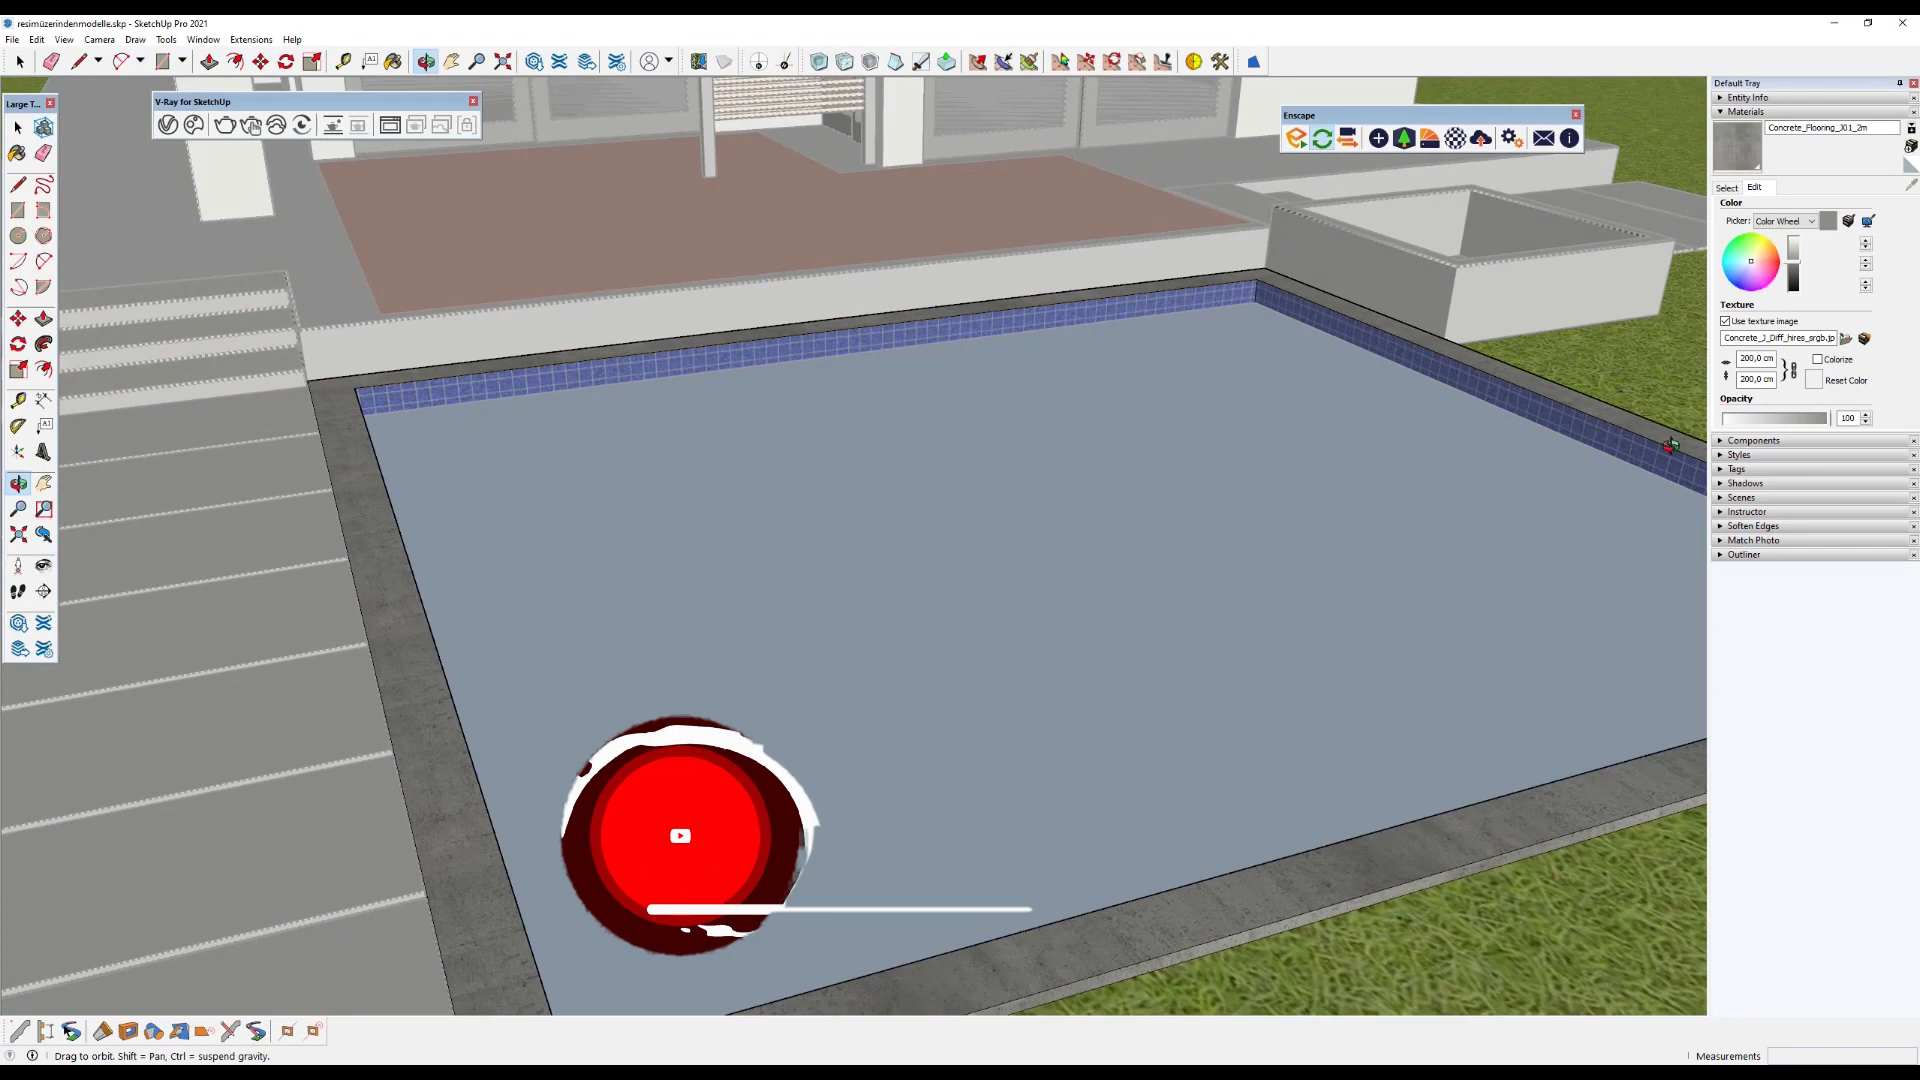 resimüzerindenmodelle.skp - SketchUp Pro 2021
File Edit View Camera Draw Tools Window Extensions Help
Large T...
V-Ray for SketchUp
Enscape
Default Tray
Entity Info
Materials
Concrete_Flooring_J01_2m
Select Edit
Color
Picker: Color Wheel
Texture
Use texture image
Concrete_J_Diff_hires_srgb.jp
200,0 cm
Colorize
200,0 cm
Reset Color
Opacity
100
Components
Styles
Tags
Shadows
Scenes
Instructor
Soften Edges
Match Photo
Outliner
Drag to orbit. Shift = Pan, Ctrl = suspend gravity.
Measurements